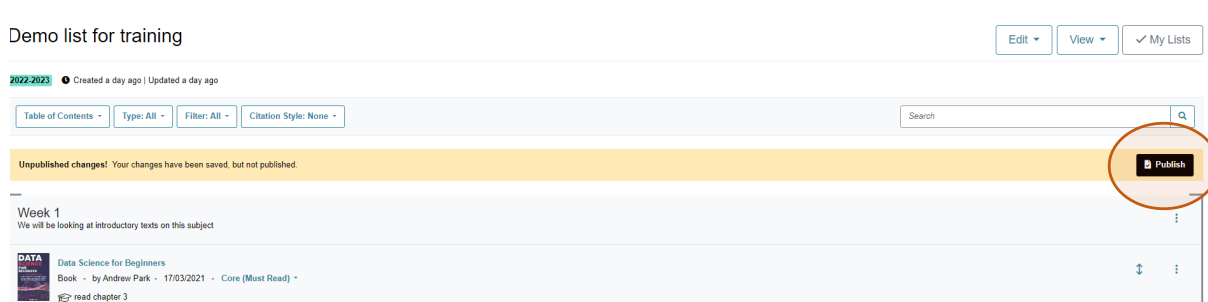 Demo list for training
Edit View My Lists
2022-2023 Created a day ago | Updated a day ago
Table of Contents Type: All Filter: All Citation Style: None Search
Unpublished changes! Your changes have been saved, but not published. Publish
Week 1
We will be looking at introductory texts on this subject
DATA
SCIENCE
FOR
BEGINNERS
Data Science for Beginners
Book - by Andrew Park - 17/03/2021 - Core (Must Read)
read chapter 3